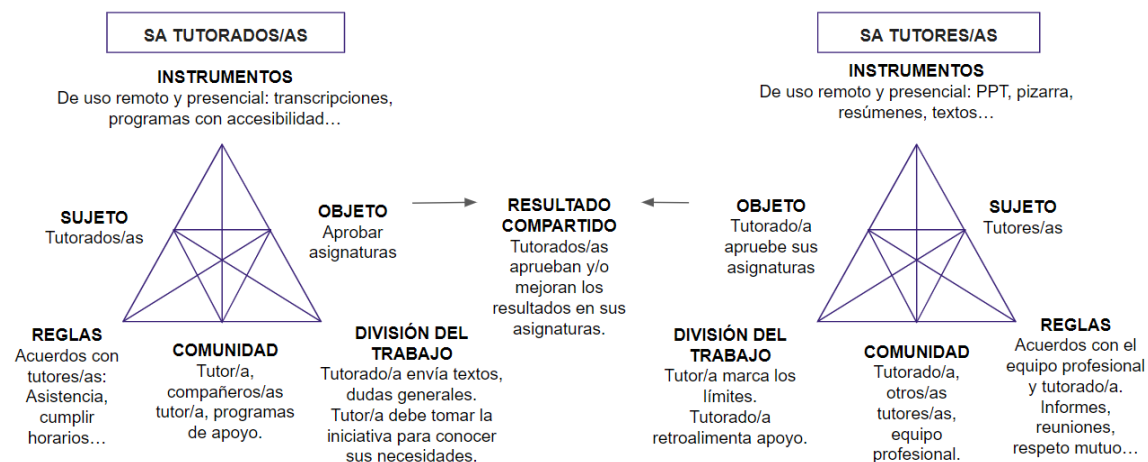 SA TUTORADOS/AS
INSTRUMENTOS
De uso remoto y presencial: transcripciones,
programas con accesibilidad…
SUJETO
Tutorados/as
OBJETO
Aprobar
asignaturas
REGLAS
Acuerdos con
tutores/as:
Asistencia,
cumplir
horarios…
COMUNIDAD
Tutor/a,
compañeros/as
tutor/a, programas
de apoyo.
DIVISIÓN DEL
TRABAJO
Tutorado/a envía textos,
dudas generales.
Tutor/a debe tomar la
iniciativa para conocer
sus necesidades.
RESULTADO
COMPARTIDO
Tutorados/as
aprueban y/o
mejoran los
resultados en sus
asignaturas.
SA TUTORES/AS
INSTRUMENTOS
De uso remoto y presencial: PPT, pizarra,
resúmenes, textos…
OBJETO
Tutorado/a
apruebe sus
asignaturas
SUJETO
Tutores/as
DIVISIÓN DEL
TRABAJO
Tutor/a marca los
límites.
Tutorado/a
retroalimenta apoyo.
COMUNIDAD
Tutorado/a,
otros/as
tutores/as,
equipo
profesional.
REGLAS
Acuerdos con el
equipo profesional
y tutorado/a.
Informes,
reuniones,
respeto mutuo…